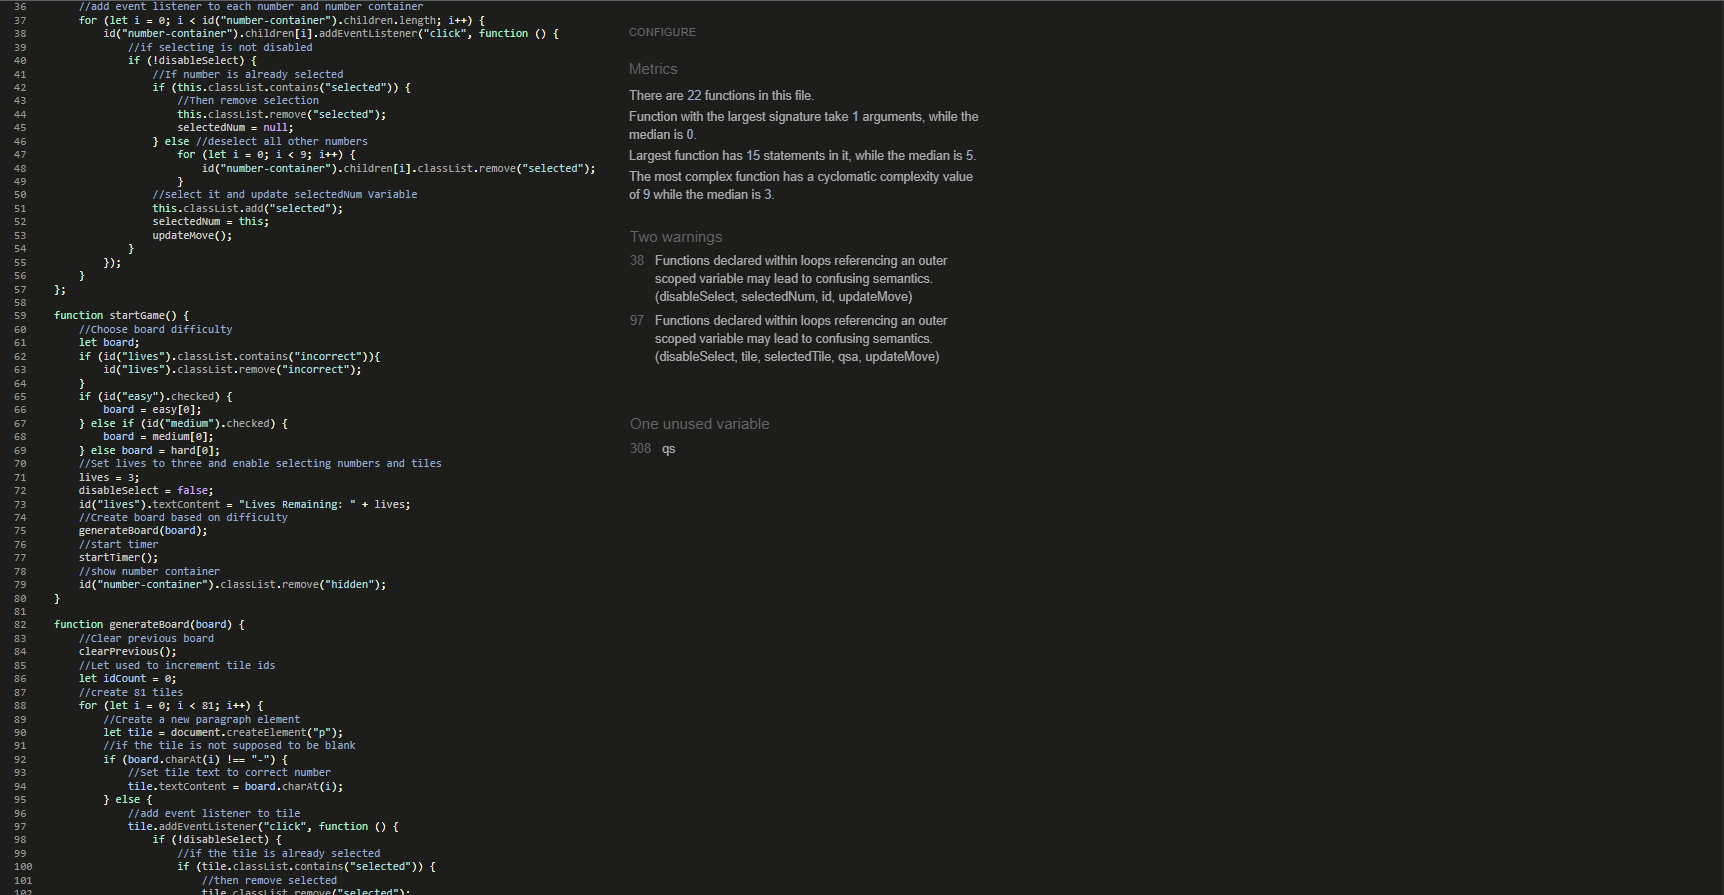 36 //add event listener to each number and number container
37 for (let i = 0; i < id("number-container").children.length; i++) {
38 id("number-container").children[i].addEventListener("click", function () {
39 //if selecting is not disabled
40 if (!disableSelect) {
41 //If number is already selected
42 if (this.classList.contains("selected")) {
43 //Then remove selection
44 this.classList.remove("selected");
45 selectedNum = null;
46 } else //deselect all other numbers
47 for (let i = 0; i < 9; i++) {
48 id("number-container").children[i].classList.remove("selected");
49 }
50 //select it and update selectedNum Variable
51 this.classList.add("selected");
52 selectedNum = this;
53 updateMove();
54 }
55 });
56 }
57 };
58
59 function startGame() {
60 //Choose board difficulty
61 let board;
62 if (id("lives").classList.contains("incorrect")){
63 id("lives").classList.remove("incorrect");
64 }
65 if (id("easy").checked) {
66 board = easy[0];
67 } else if (id("medium").checked) {
68 board = medium[0];
69 } else board = hard[0];
70 //Set lives to three and enable selecting numbers and tiles
71 lives = 3;
72 disableSelect = false;
73 id("lives").textContent = "Lives Remaining: " + lives;
74 //Create board based on difficulty
75 generateBoard(board);
76 //start timer
77 startTimer();
78 //show number container
79 id("number-container").classList.remove("hidden");
80 }
81
82 function generateBoard(board) {
83 //Clear previous board
84 clearPrevious();
85 //Let used to increment tile ids
86 let idCount = 0;
87 //create 81 tiles
88 for (let i = 0; i < 81; i++) {
89 //Create a new paragraph element
90 let tile = document.createElement("p");
91 //if the tile is not supposed to be blank
92 if (board.charAt(i) !== "-") {
93 //Set tile text to correct number
94 tile.textContent = board.charAt(i);
95 } else {
96 //add event listener to tile
97 tile.addEventListener("click", function () {
98 if (!disableSelect) {
99 //if the tile is already selected
100 if (tile.classList.contains("selected")) {
101 //then remove selected
102 tile.classList.remove("selected");
CONFIGURE
Metrics
There are 22 functions in this file.
Function with the largest signature take 1 arguments, while the
median is 0.
Largest function has 15 statements in it, while the median is 5.
The most complex function has a cyclomatic complexity value
of 9 while the median is 3.
Two warnings
38 Functions declared within loops referencing an outer
scoped variable may lead to confusing semantics.
(disableSelect, selectedNum, id, updateMove)
97 Functions declared within loops referencing an outer
scoped variable may lead to confusing semantics.
(disableSelect, tile, selectedTile, qsa, updateMove)
One unused variable
308 qs